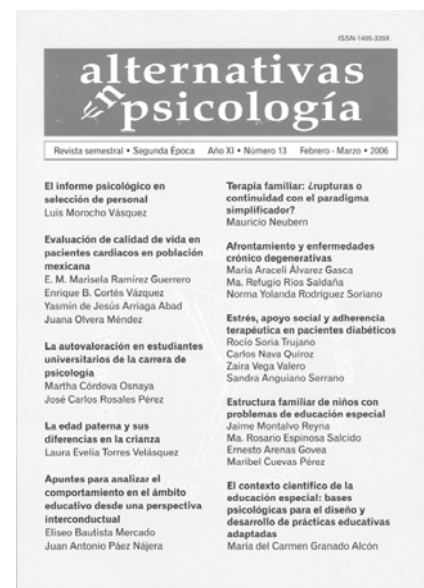 ISSN-1405-339X
alternativas
en psicología
Revista semestral • Segunda Época Año XI • Número 13 Febrero - Marzo • 2006
El informe psicológico en
selección de personal
Luis Morocho Vásquez
Evaluación de calidad de vida en
pacientes cardiacos en población
mexicana
E. M. Marisela Ramírez Guerrero
Enrique B. Cortés Vázquez
Yasmin de Jesús Arriaga Abad
Juana Olvera Méndez
La autovaloración en estudiantes
universitarios de la carrera de
psicología
Martha Córdova Osnaya
José Carlos Rosales Pérez
La edad paterna y sus
diferencias en la crianza
Laura Evelia Torres Velásquez
Apuntes para analizar el
comportamiento en el ámbito
educativo desde una perspectiva
interconductual
Eliseo Bautista Mercado
Juan Antonio Páez Nájera
Terapia familiar: ¿rupturas o
continuidad con el paradigma
simplificador?
Mauricio Neubern
Afrontamiento y enfermedades
crónico degenerativas
María Araceli Álvarez Gasca
Ma. Refugio Ríos Saldaña
Norma Yolanda Rodríguez Soriano
Estrés, apoyo social y adherencia
terapéutica en pacientes diabéticos
Rocío Soria Trujano
Carlos Nava Quiroz
Zaira Vega Valero
Sandra Anguiano Serrano
Estructura familiar de niños con
problemas de educación especial
Jaime Montalvo Reyna
Ma. Rosario Espinosa Salcido
Ernesto Arenas Govea
Maribel Cuevas Pérez
El contexto científico de la
educación especial: bases
psicológicas para el diseño y
desarrollo de prácticas educativas
adaptadas
María del Carmen Granado Alcón